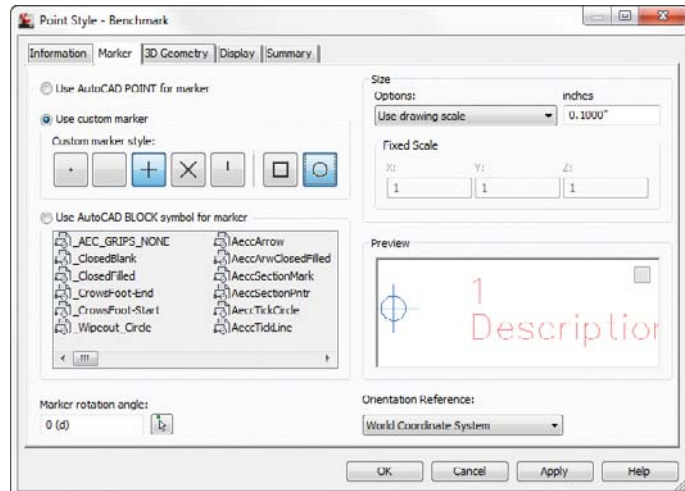 Point Style - Benchmark
Information Marker 3D Geometry Display Summary
Use AutoCAD POINT for marker
Use custom marker
Custom marker style:
Use AutoCAD BLOCK symbol for marker
_AEC_GRIPS_NONE
_ClosedBlank
_ClosedFilled
_CrowsFoot-End
_CrowsFoot-Start
_Wipeout_Circle
AeccArrow
AeccArwClosedFilled
AeccSectionMark
AeccSectionPntr
AeccTickCircle
AeccTickLine
Marker rotation angle:
0 (d)
Size
Options:
inches
Use drawing scale
0.1000"
Fixed Scale
X: Y: Z:
1 1 1
Preview
1
Description
Orientation Reference:
World Coordinate System
OK Cancel Apply Help